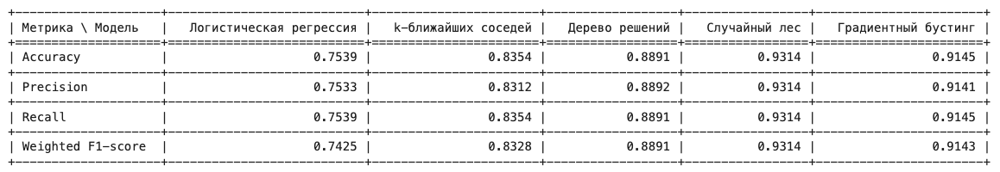 | Метрика \ Модель | Логистическая регрессия | k-ближайших соседей | Дерево решений | Случайный лес | Градиентный бустинг |
| Accuracy | 0.7539 | 0.8354 | 0.8891 | 0.9314 | 0.9145 |
| Precision | 0.7533 | 0.8312 | 0.8892 | 0.9314 | 0.9141 |
| Recall | 0.7539 | 0.8354 | 0.8891 | 0.9314 | 0.9145 |
| Weighted F1-score | 0.7425 | 0.8328 | 0.8891 | 0.9314 | 0.9143 |